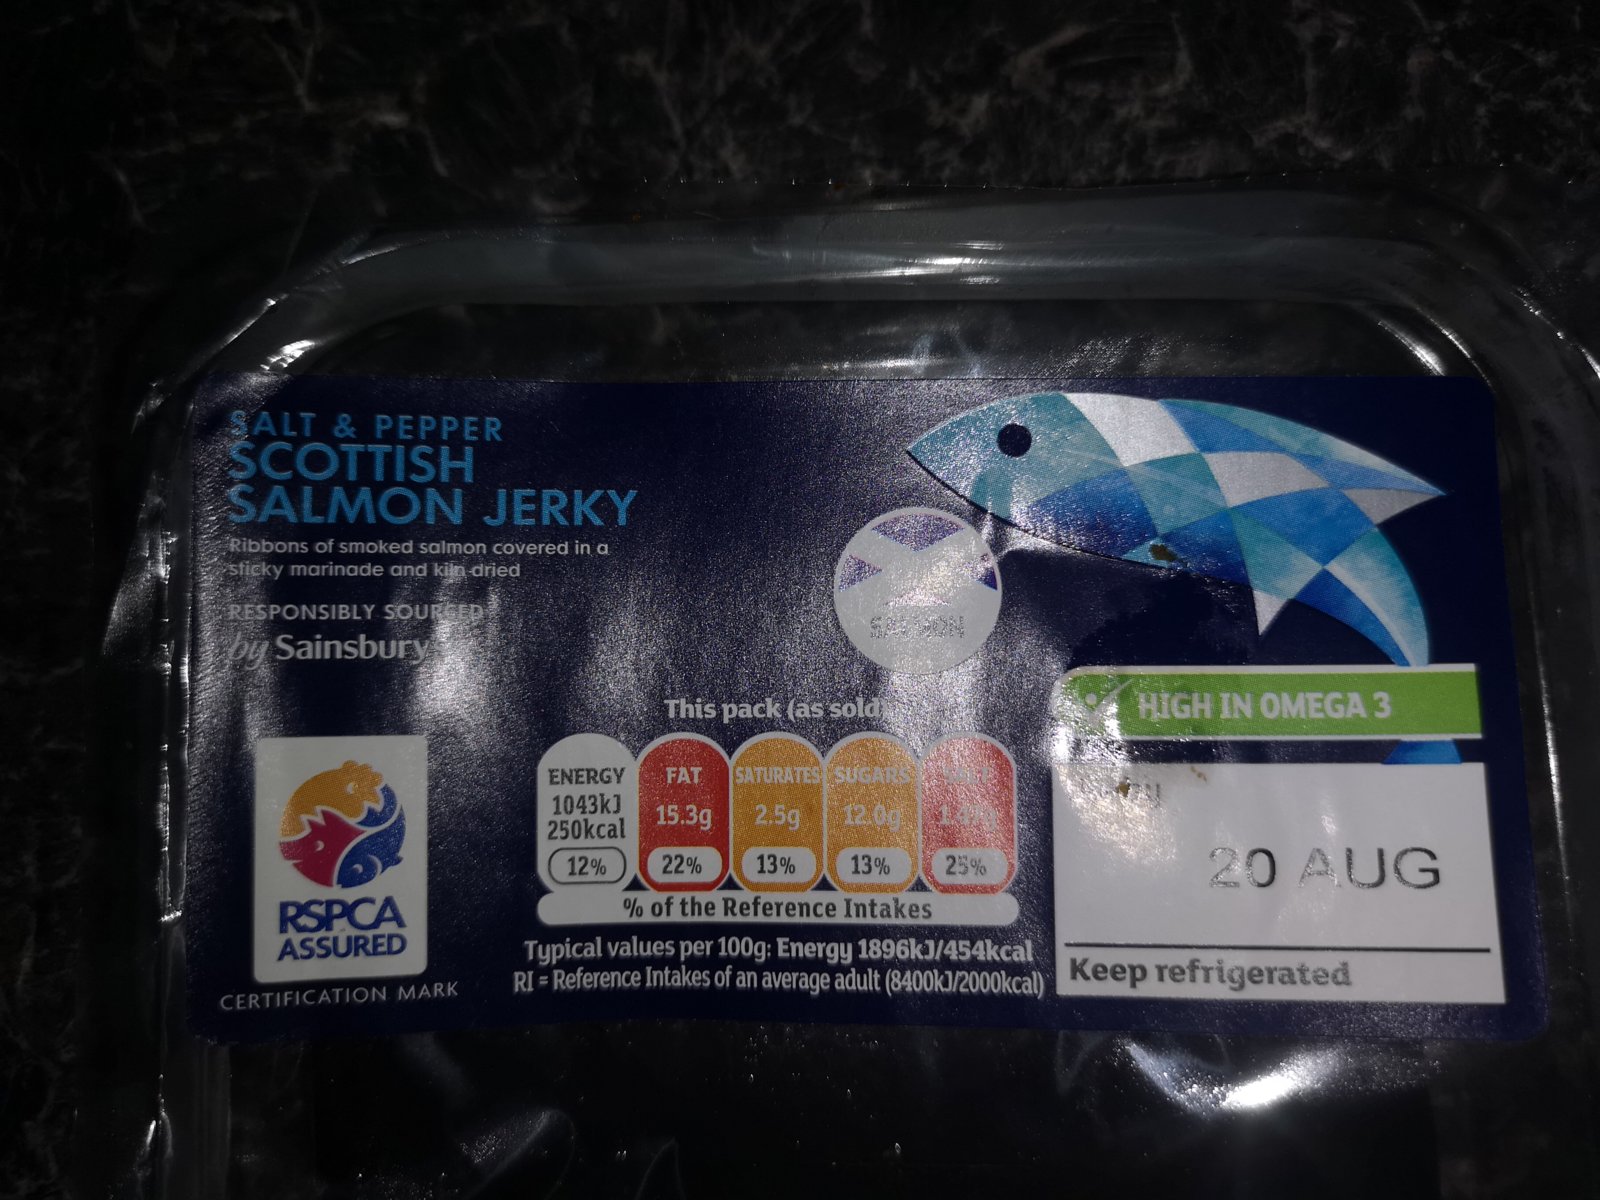 SALT & PEPPER
SCOTTISH
SALMON JERKY
Ribbons of smoked salmon covered in a
sticky marinade and kiln dried
RESPONSIBLY SOURCED
by Sainsbury's
SALMON
HIGH IN OMEGA 3
This pack (as sold)
ENERGY
1043kJ
250kcal
12%
FAT
15.3g
22%
SATURATES
2.5g
13%
SUGARS
12.0g
13%
SALT
25%
% of the Reference Intakes
Typical values per 100g: Energy 1896kJ/454kcal
RI = Reference Intakes of an average adult (8400kJ/2000kcal)
RSPCA
ASSURED
CERTIFICATION MARK
20 AUG
Keep refrigerated